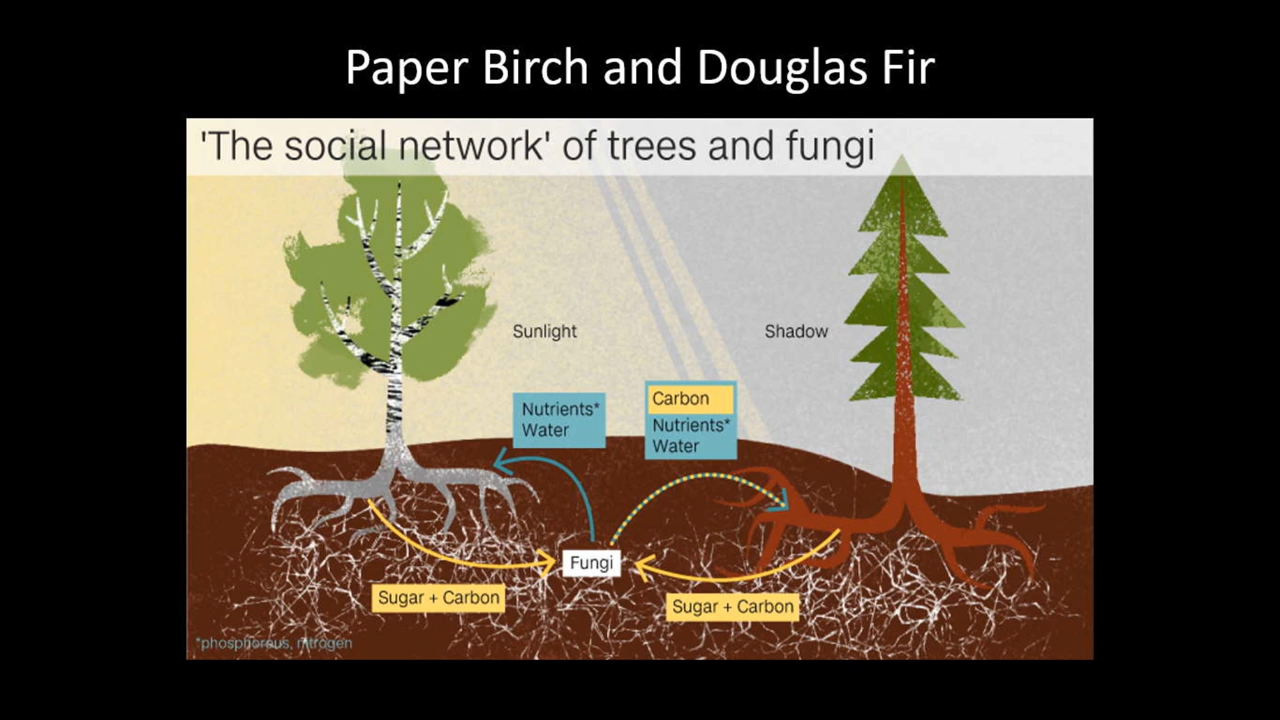 Paper Birch and Douglas Fir
'The social network' of trees and fungi
Sunlight
Shadow
Nutrients*
Water
Carbon
Nutrients*
Water
Fungi
Sugar + Carbon
Sugar + Carbon
*phosphorous, nitrogen